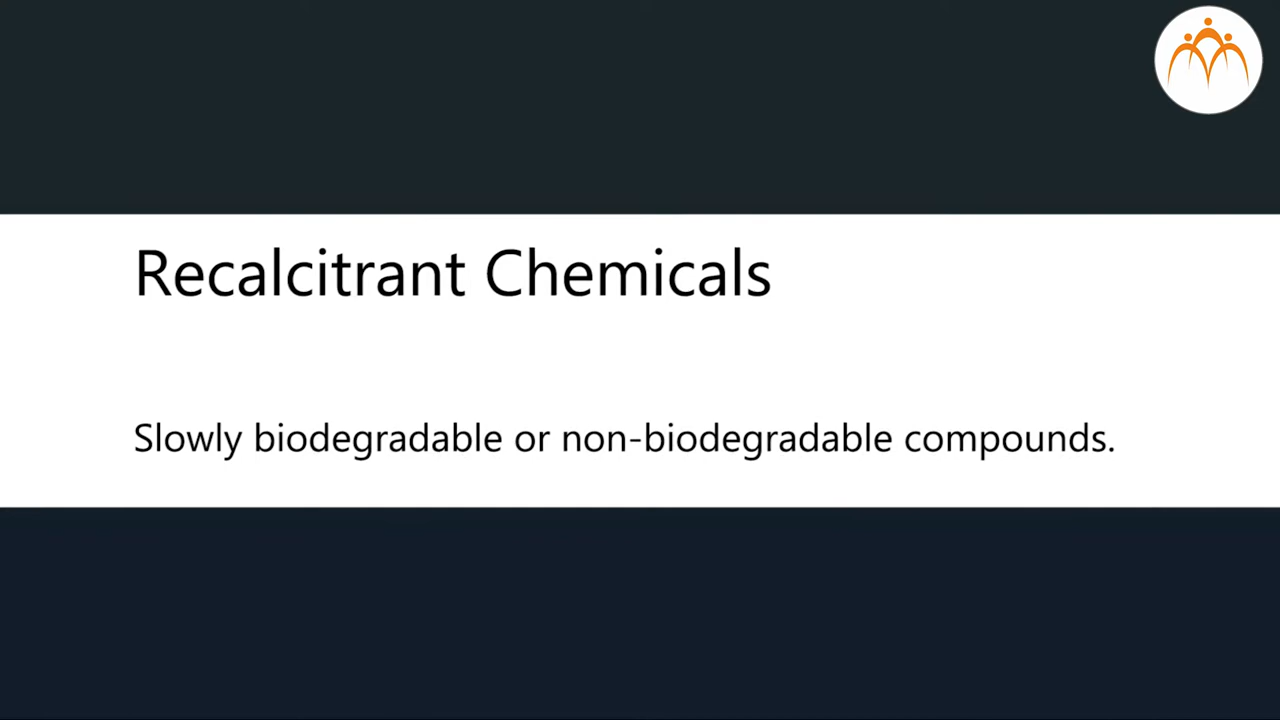 Recalcitrant Chemicals
Slowly biodegradable or non-biodegradable compounds.